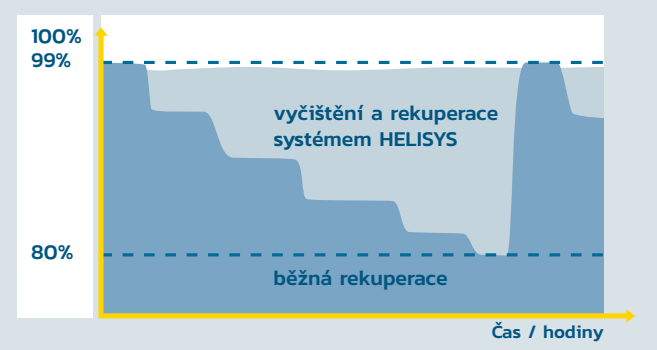 100%
99%
vyčištění a rekuperace
systémem HELISYS
80%
běžná rekuperace
Čas / hodiny